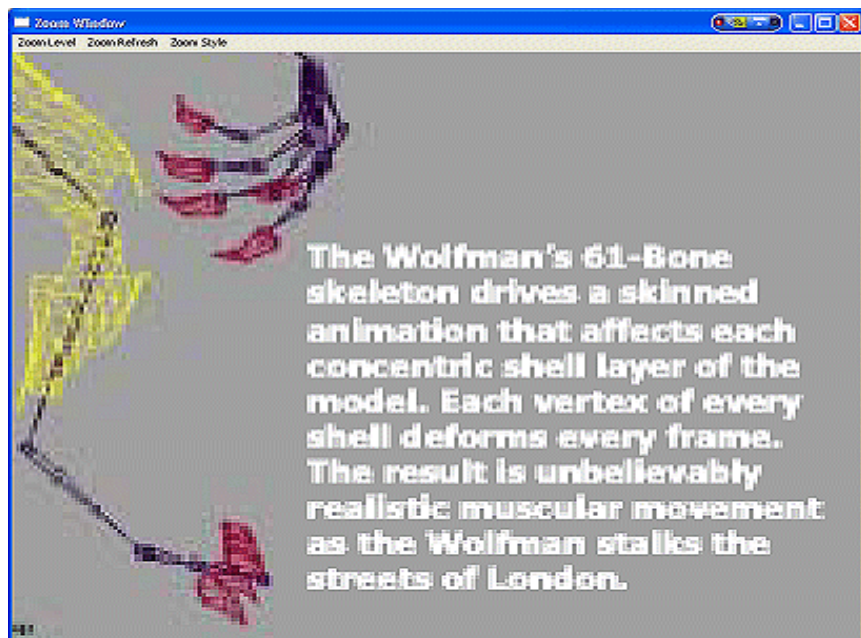 Zoom Window
Zoom Level Zoom Refresh Zoom Style
The Wolfman's 61-Bone
skeleton drives a skinned
animation that affects each
concentric shell layer of the
model. Each vertex of every
shell deforms every frame.
The result is unbelievably
realistic muscular movement
as the Wolfman stalks the
streets of London.